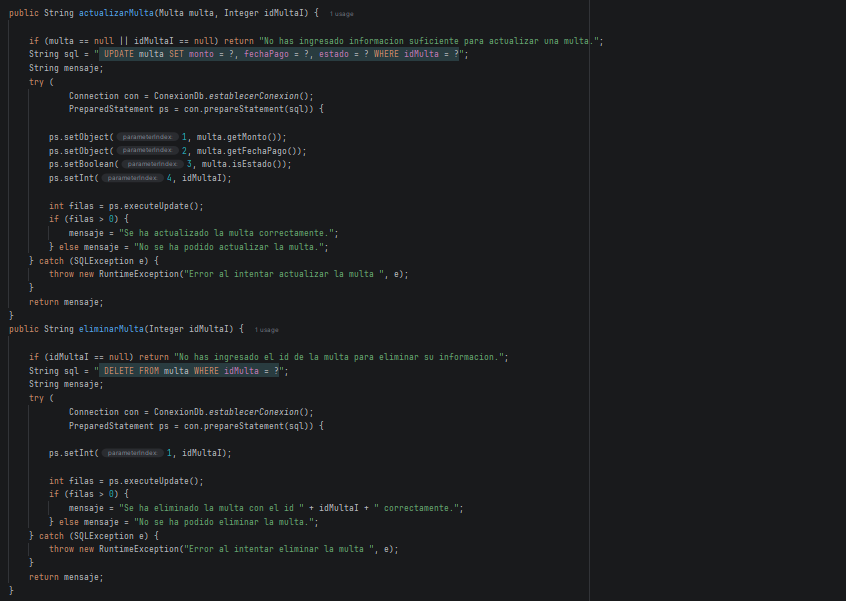 public String actualizarMulta(Multa multa, Integer idMultaI) { 1 usage
if (multa == null || idMultaI == null) return "No has ingresado informacion suficiente para actualizar una multa.";
String sql = " UPDATE multa SET monto = ?, fechaPago = ?, estado = ? WHERE idMulta = ?";
String mensaje;
try (
Connection con = ConexionDb.establecerConexion();
PreparedStatement ps = con.prepareStatement(sql)) {
ps.setObject( parameterIndex: 1, multa.getMonto());
ps.setObject( parameterIndex: 2, multa.getFechaPago());
ps.setBoolean( parameterIndex: 3, multa.isEstado());
ps.setInt( parameterIndex: 4, idMultaI);
int filas = ps.executeUpdate();
if (filas > 0) {
mensaje = "Se ha actualizado la multa correctamente.";
} else mensaje = "No se ha podido actualizar la multa.";
} catch (SQLException e) {
throw new RuntimeException("Error al intentar actualizar la multa ", e);
}
return mensaje;
}
public String eliminarMulta(Integer idMultaI) { 1 usage
if (idMultaI == null) return "No has ingresado el id de la multa para eliminar su informacion.";
String sql = " DELETE FROM multa WHERE idMulta = ?";
String mensaje;
try (
Connection con = ConexionDb.establecerConexion();
PreparedStatement ps = con.prepareStatement(sql)) {
ps.setInt( parameterIndex: 1, idMultaI);
int filas = ps.executeUpdate();
if (filas > 0) {
mensaje = "Se ha eliminado la multa con el id " + idMultaI + " correctamente.";
} else mensaje = "No se ha podido eliminar la multa.";
} catch (SQLException e) {
throw new RuntimeException("Error al intentar eliminar la multa ", e);
}
return mensaje;
}